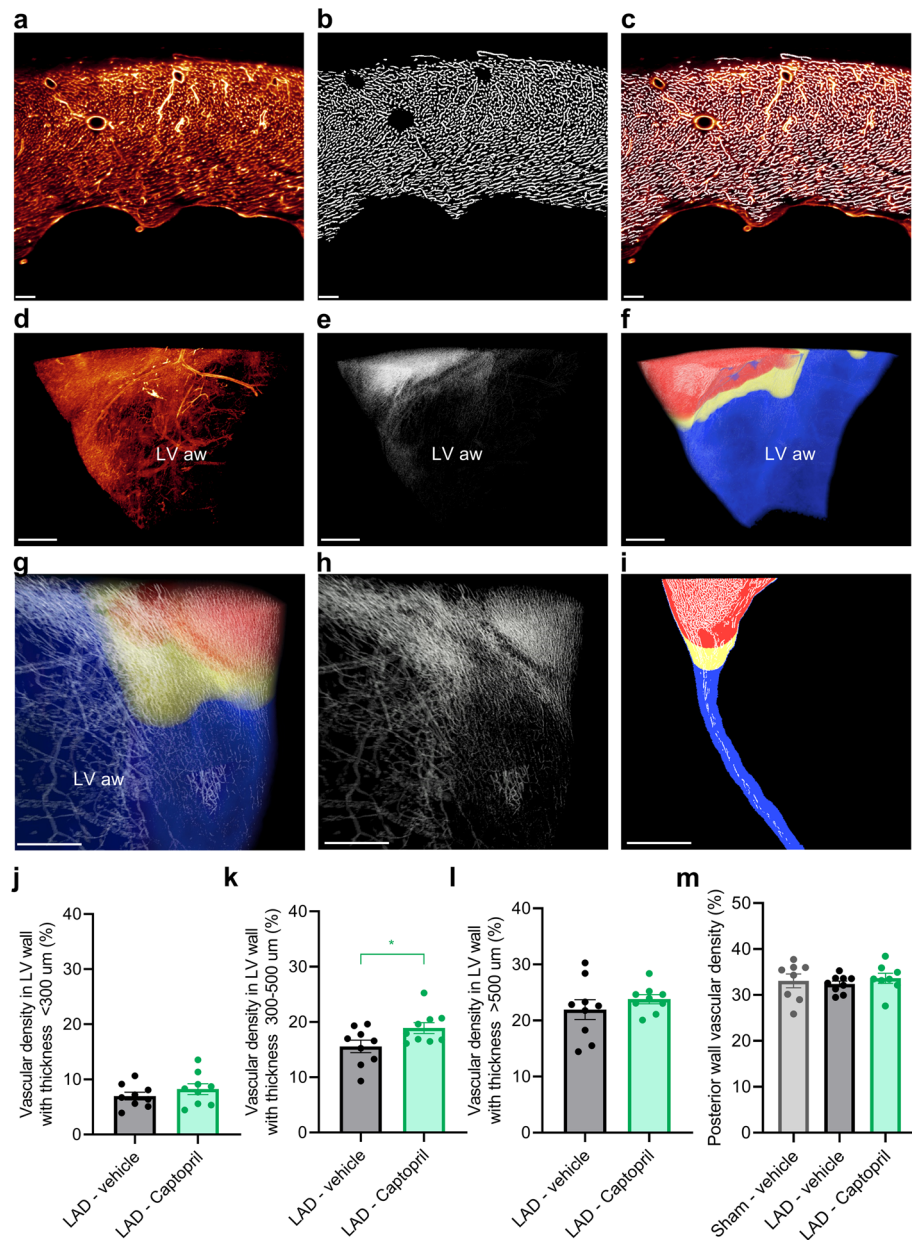 a
b
c
d
e
f
LV aw
LV aw
LV aw
g
h
i
LV aw
j
k
l
m
Vascular density in LV wall
with thickness <300 um (%)
40
30
20
10
0
LAD - vehicle
LAD - Captopril
Vascular density in LV wall
with thickness 300-500 um (%)
40
30
20
10
0
*
LAD - vehicle
LAD - Captopril
Vascular density in LV wall
with thickness >500 um (%)
40
30
20
10
0
LAD - vehicle
LAD - Captopril
Posterior wall vascular density (%)
50
40
30
20
10
0
Sham - vehicle
LAD - vehicle
LAD - Captopril